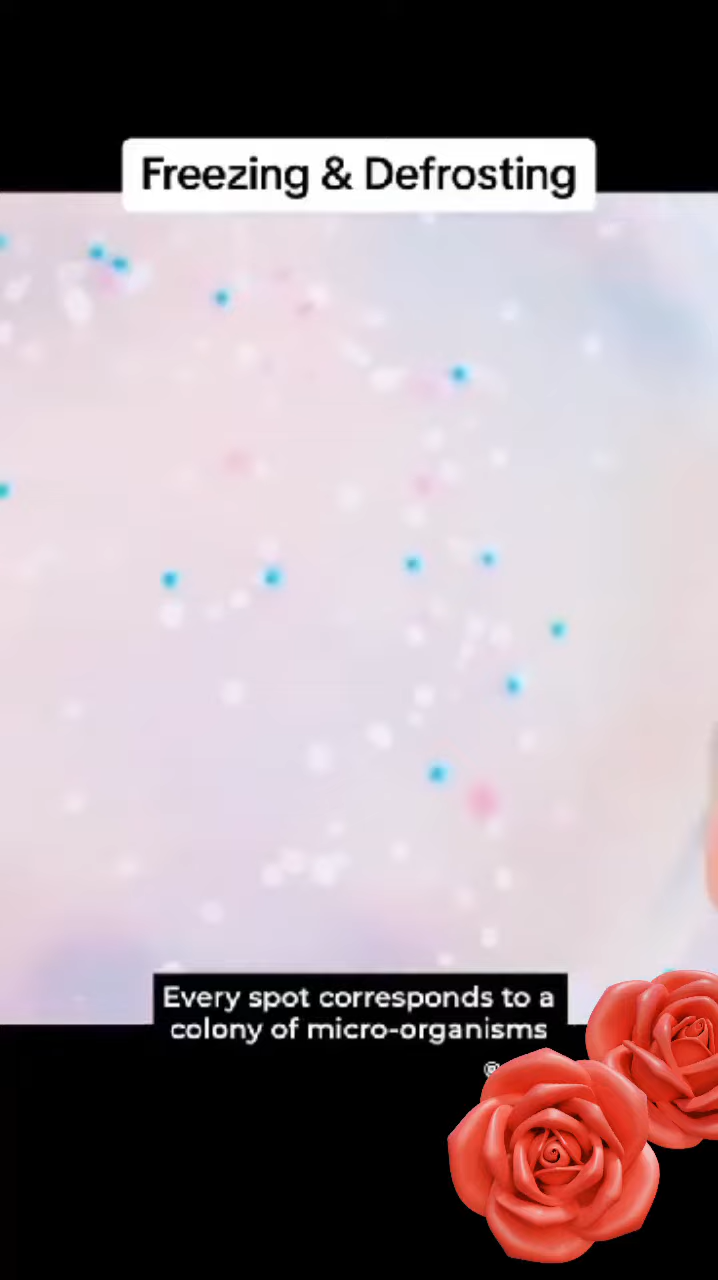 Freezing & Defrosting
Every spot corresponds to a
colony of micro-organisms
@